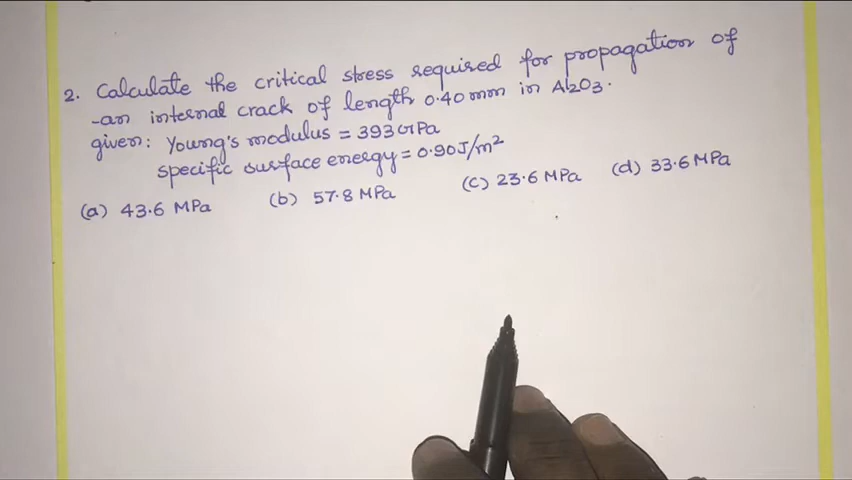 2. Calculate the critical stress required for propagation of
-an internal crack of length 0.40mm in Al2O3.
given: Young's modulus = 393 GPa
specific surface energy = 0.90 J/m²
(a) 43.6 MPa (b) 57.8 MPa (c) 23.6 MPa (d) 33.6 MPa